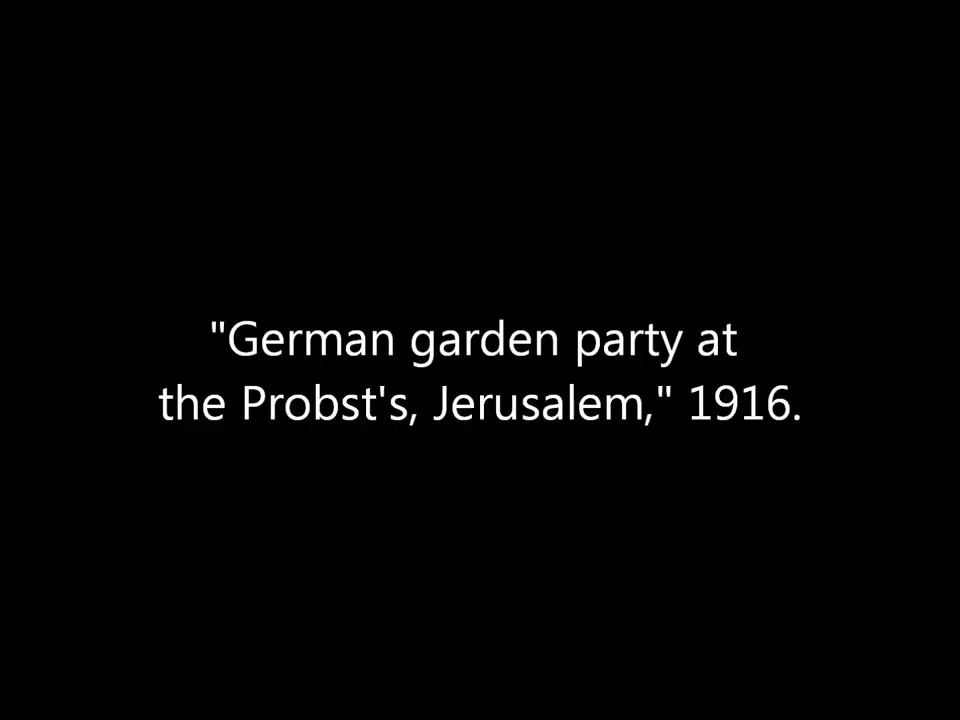 "German garden party at
the Probst's, Jerusalem," 1916.